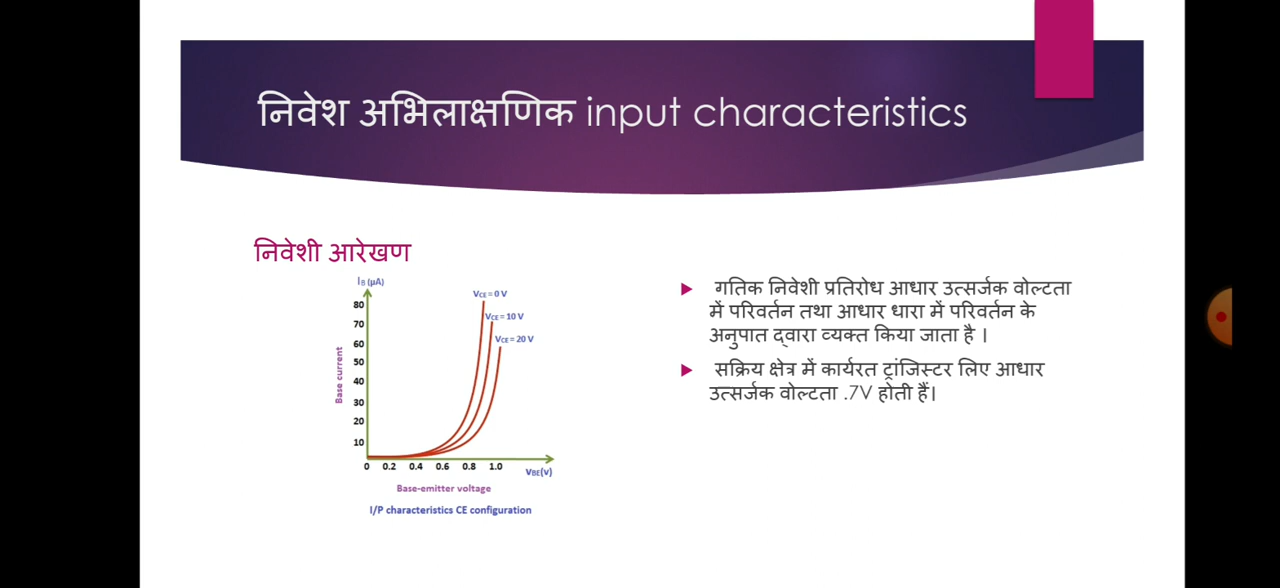 निवेश अभिलाक्षणिक input characteristics
निवेशी आरेखण
IB (μA)
VCE = 0 V
VCE = 10 V
VCE = 20 V
80
70
60
50
40
30
20
10
Base current
0 0.2 0.4 0.6 0.8 1.0
VBE(v)
Base-emitter voltage
I/P characteristics CE configuration
गतिक निवेशी प्रतिरोध आधार उत्सर्जक वोल्टता
में परिवर्तन तथा आधार धारा में परिवर्तन के
अनुपात द्वारा व्यक्त किया जाता है ।
सक्रिय क्षेत्र में कार्यरत ट्रांजिस्टर लिए आधार
उत्सर्जक वोल्टता .7V होती हैं।